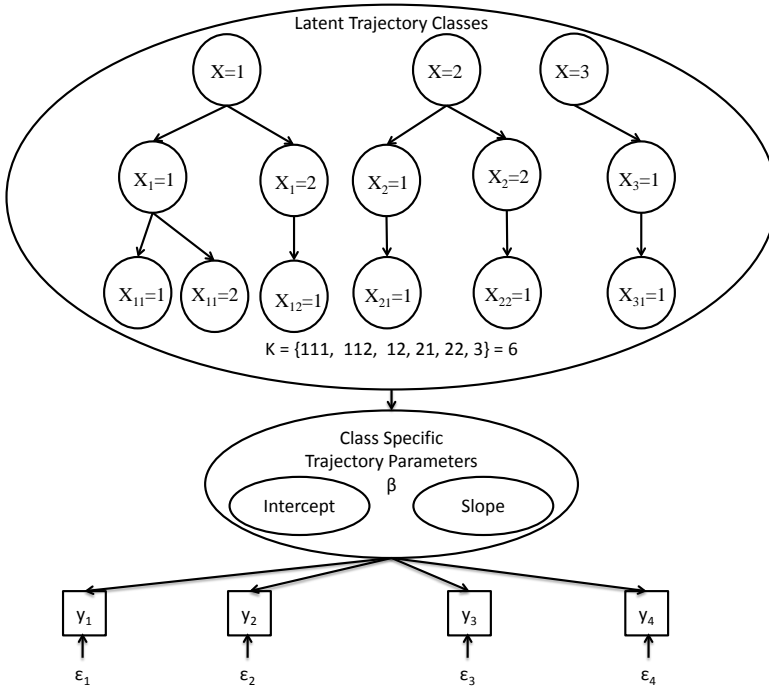 Latent Trajectory Classes
X=1 X=2 X=3
X₁=1 X₁=2 X₂=1 X₂=2 X₃=1
X₁₁=1 X₁₁=2 X₁₂=1 X₂₁=1 X₂₂=1 X₃₁=1
K = {111, 112, 12, 21, 22, 3} = 6
Class Specific
Trajectory Parameters
β
Intercept Slope
y₁ y₂ y₃ y₄
ε₁ ε₂ ε₃ ε₄